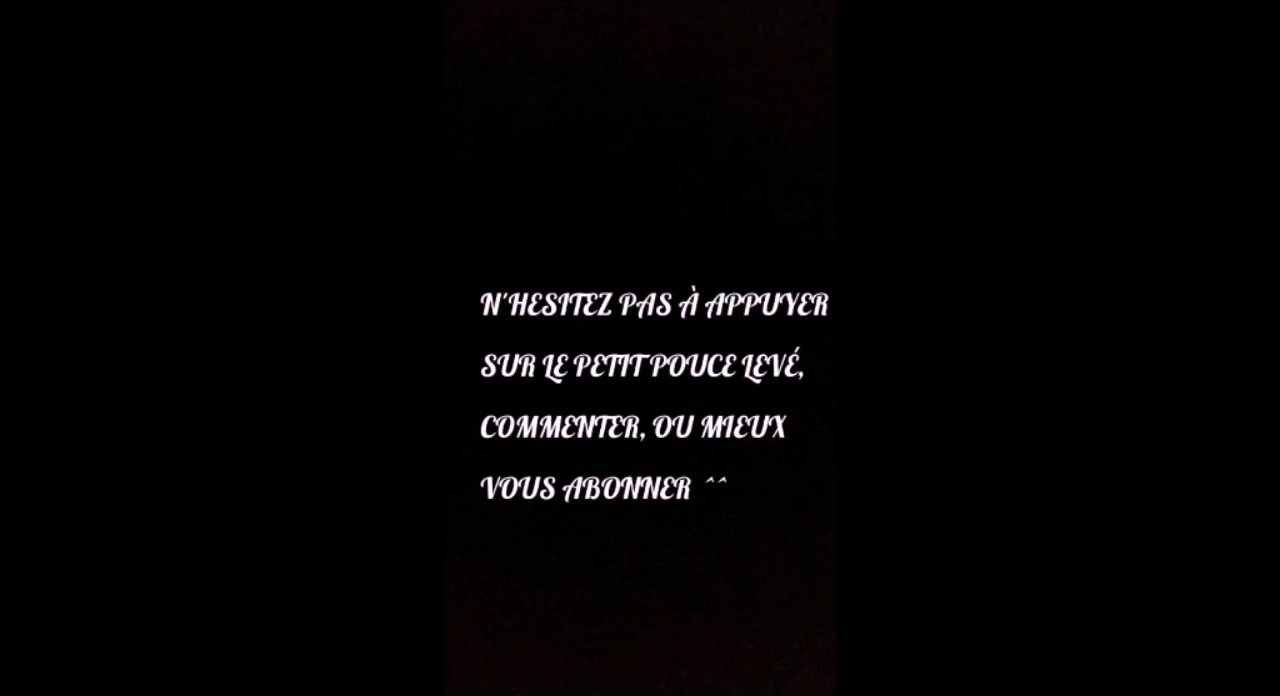 N'HESITEZ PAS À APPUYER
SUR LE PETIT POUCE LEVÉ,
COMMENTER, OU MIEUX
VOUS ABONNER ^^